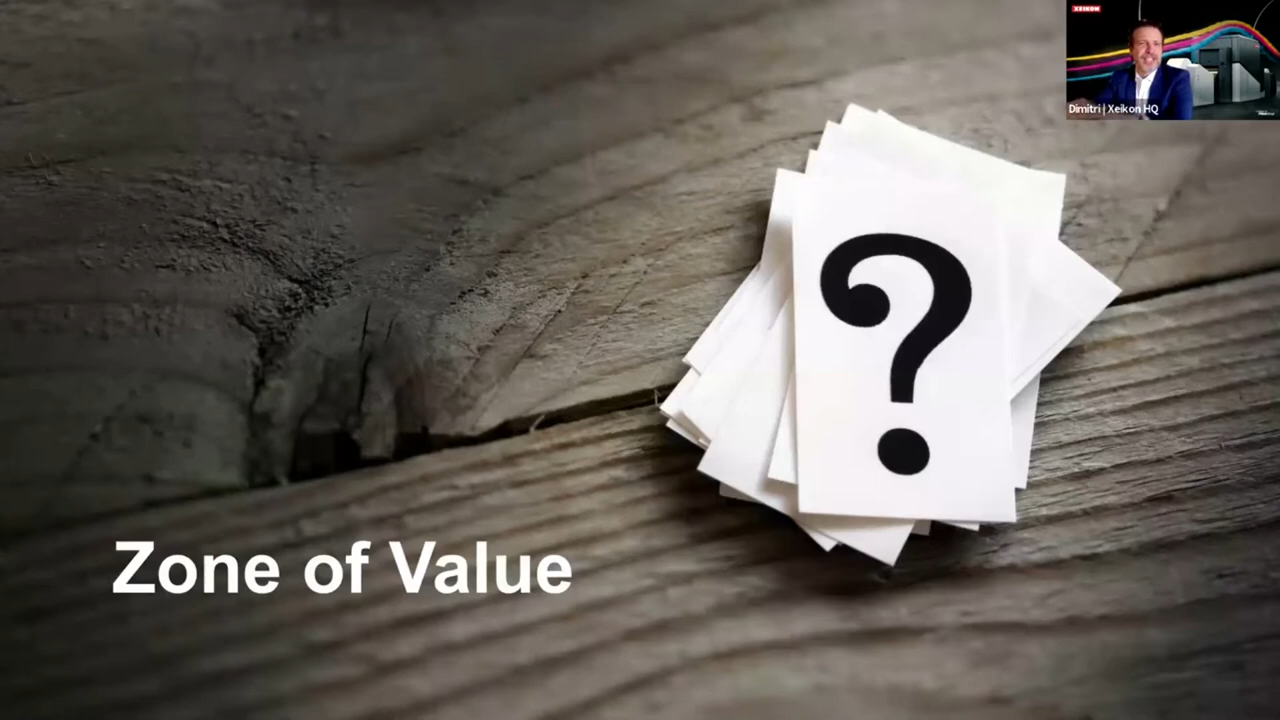 XEIKON
Dimitri | Xeikon HQ
?
Zone of Value